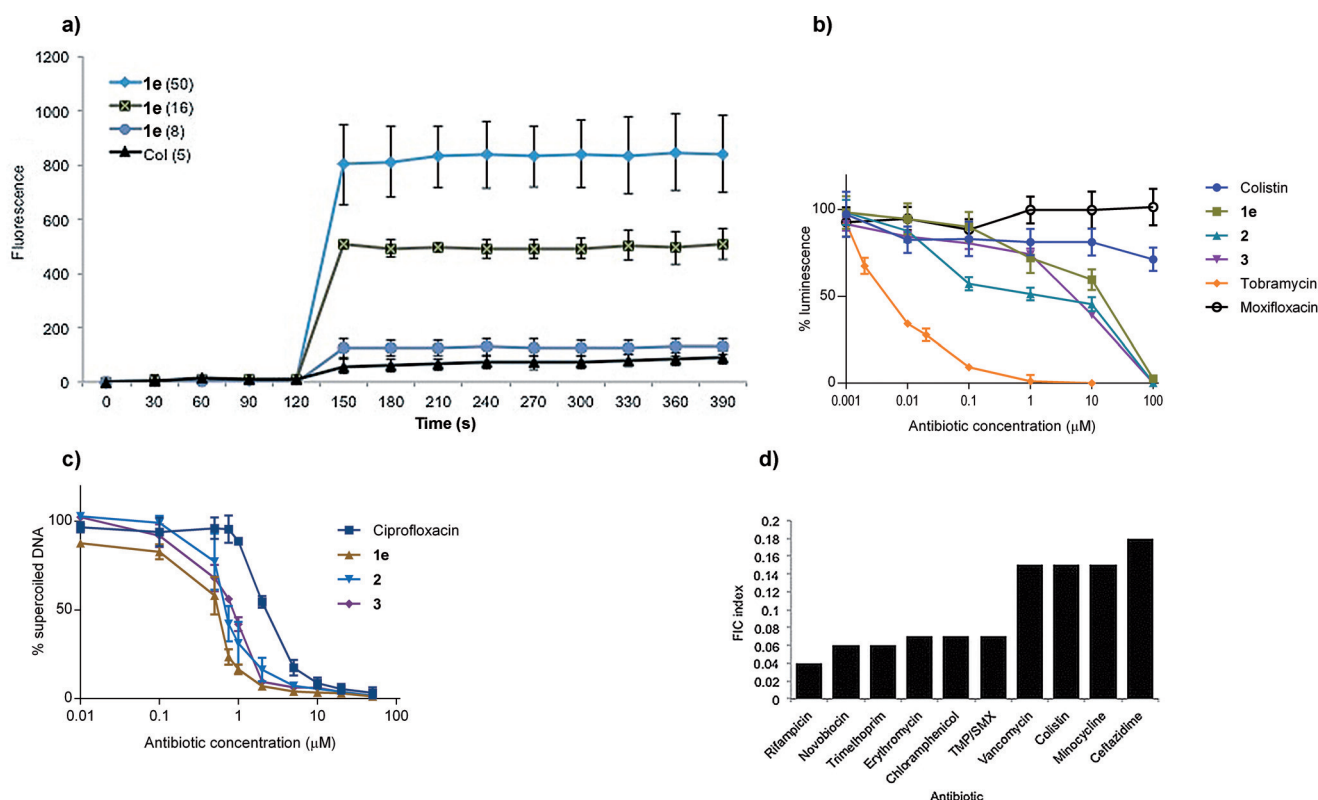 a)
1200
1000
800
600
400
200
0
Fluorescence
1e (50)
1e (16)
1e (8)
Col (5)
0 30 60 90 120 150 180 210 240 270 300 330 360 390
Time (s)
b)
100
50
0
% luminescence
0.001 0.01 0.1 1 10 100
Antibiotic concentration (μM)
Colistin
1e
2
3
Tobramycin
Moxifloxacin
c)
100
50
0
% supercoiled DNA
0.01 0.1 1 10 100
Antibiotic concentration (μM)
Ciprofloxacin
1e
2
3
d)
0.2
0.18
0.16
0.14
0.12
0.1
0.08
0.06
0.04
0.02
0
FIC index
Rifampicin
Novobiocin
Trimelhoprim
Erythromycin
Chloramphenicol
TMP/SMX
Vancomycin
Colistin
Minocycine
Ceflazidime
Antibiotic